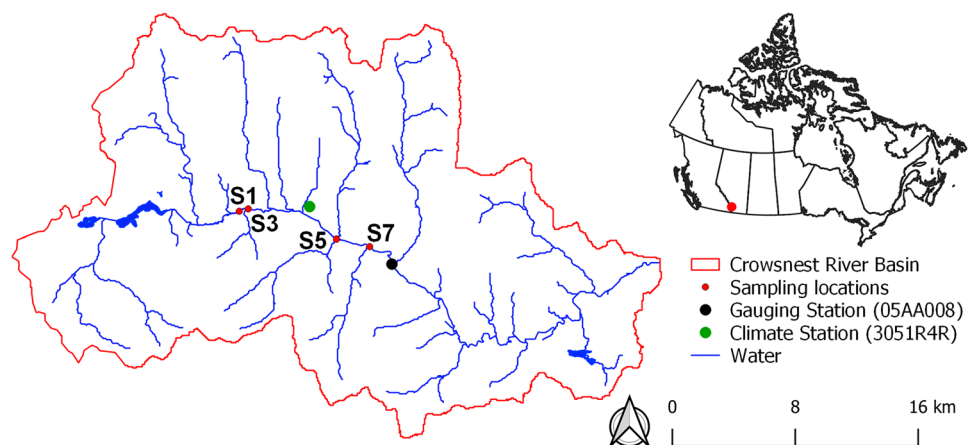 S1
S3
S5
S7
Crowsnest River Basin
Sampling locations
Gauging Station (05AA008)
Climate Station (3051R4R)
Water
0 8 16 km